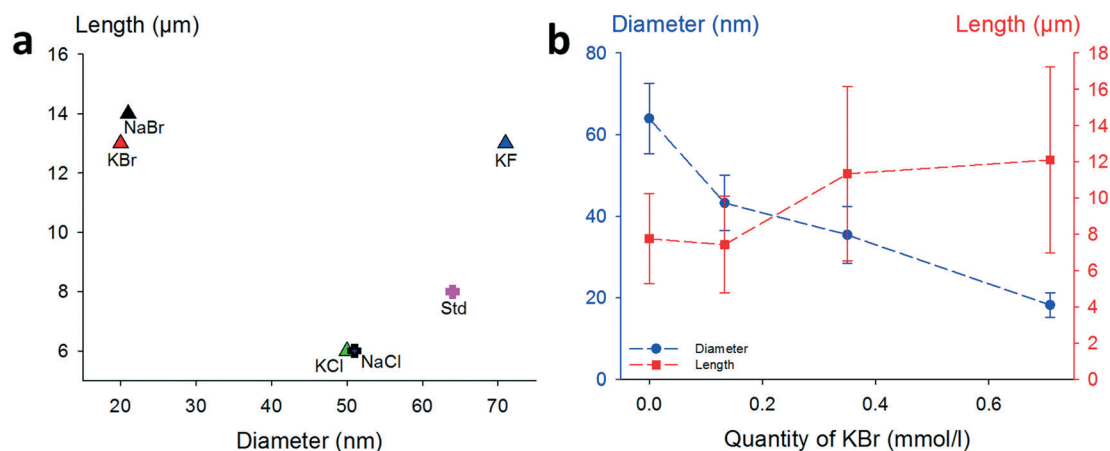 a
Length (µm)
16
14
12
10
8
6
NaBr
KBr
KF
Std
KCl
NaCl
20 30 40 50 60 70
Diameter (nm)
b
Diameter (nm)
Length (µm)
80
60
40
20
0
18
16
14
12
10
8
6
4
2
0
Diameter
Length
0.0 0.2 0.4 0.6
Quantity of KBr (mmol/l)